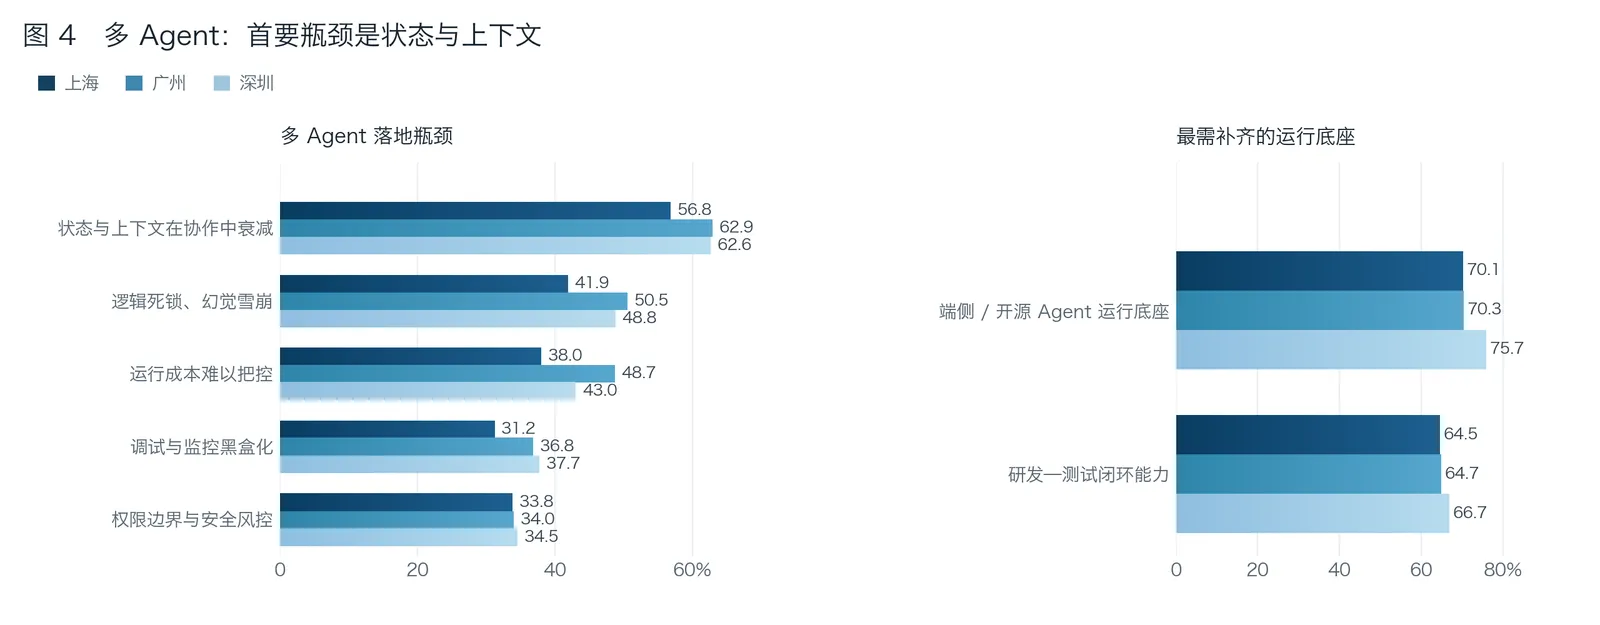 图 4 多 Agent：首要瓶颈是状态与上下文
上海 广州 深圳
多 Agent 落地瓶颈
状态与上下文在协作中衰减
56.8
62.9
62.6
逻辑死锁、幻觉雪崩
41.9
50.5
48.8
运行成本难以把控
38.0
48.7
43.0
调试与监控黑盒化
31.2
36.8
37.7
权限边界与安全风控
33.8
34.0
34.5
0 20 40 60%
最需补齐的运行底座
端侧 / 开源 Agent 运行底座
70.1
70.3
75.7
研发—测试闭环能力
64.5
64.7
66.7
0 20 40 60 80%